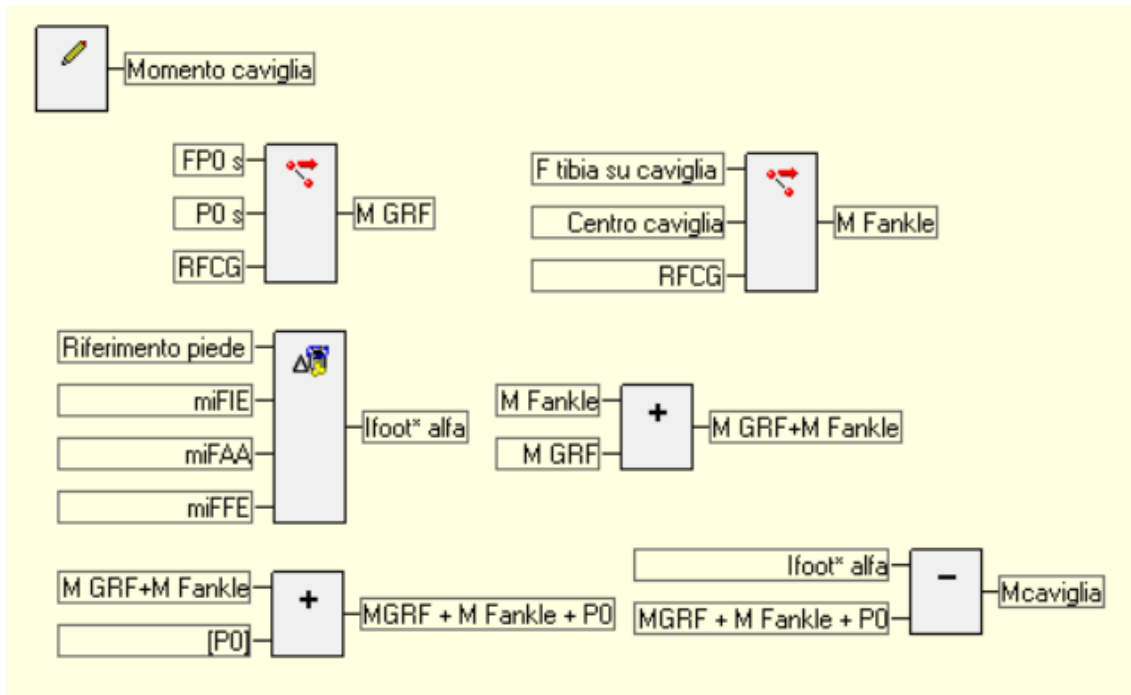 Momento caviglia
FP0 s
P0 s
RFCG
M GRF
F tibia su caviglia
Centro caviglia
RFCG
M Fankle
Riferimento piede
miFIE
miFAA
miFFE
Ifoot* alfa
M Fankle
M GRF
+
M GRF+M Fankle
M GRF+M Fankle
[P0]
+
MGRF + M Fankle + P0
Ifoot* alfa
MGRF + M Fankle + P0
−
Mcaviglia